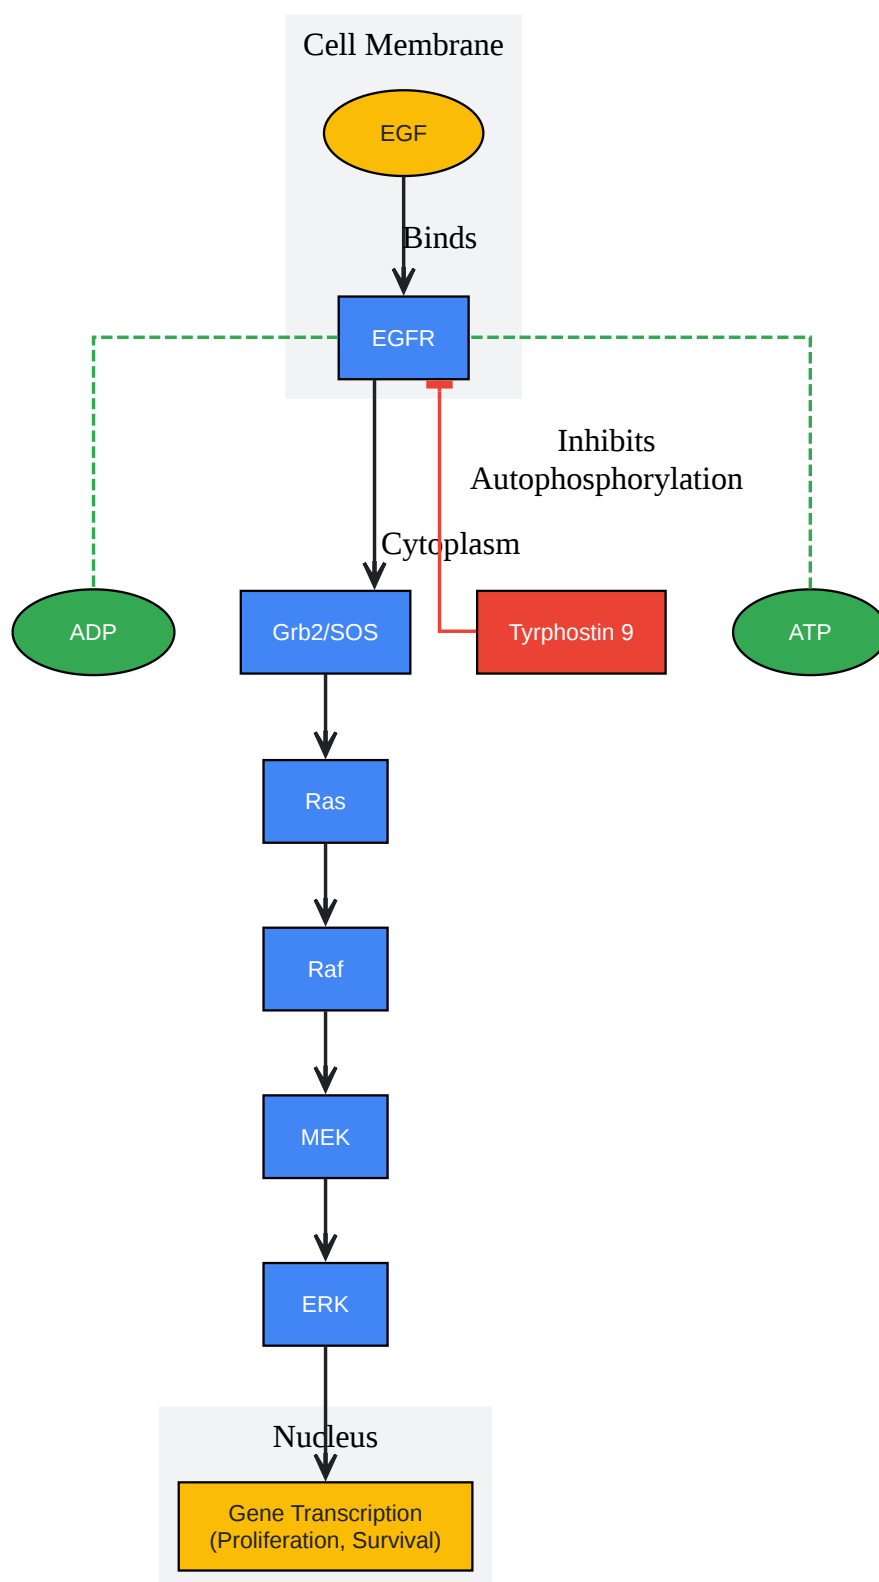 Cell Membrane
EGF
Binds
EGFR
Inhibits
Autophosphorylation
Cytoplasm
ADP
Grb2/SOS
Tyrphostin 9
ATP
Ras
Raf
MEK
ERK
Nucleus
Gene Transcription
(Proliferation, Survival)